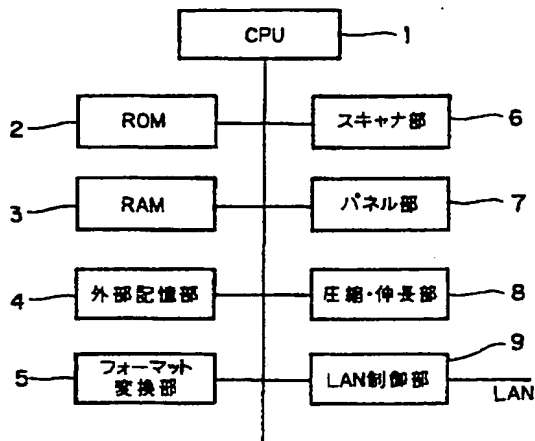 CPU 1
2 ROM
スキャナ部 6
3 RAM
パネル部 7
4 外部記憶部
圧縮・伸長部 8
5 フォーマット
変換部
LAN制御部 9
LAN